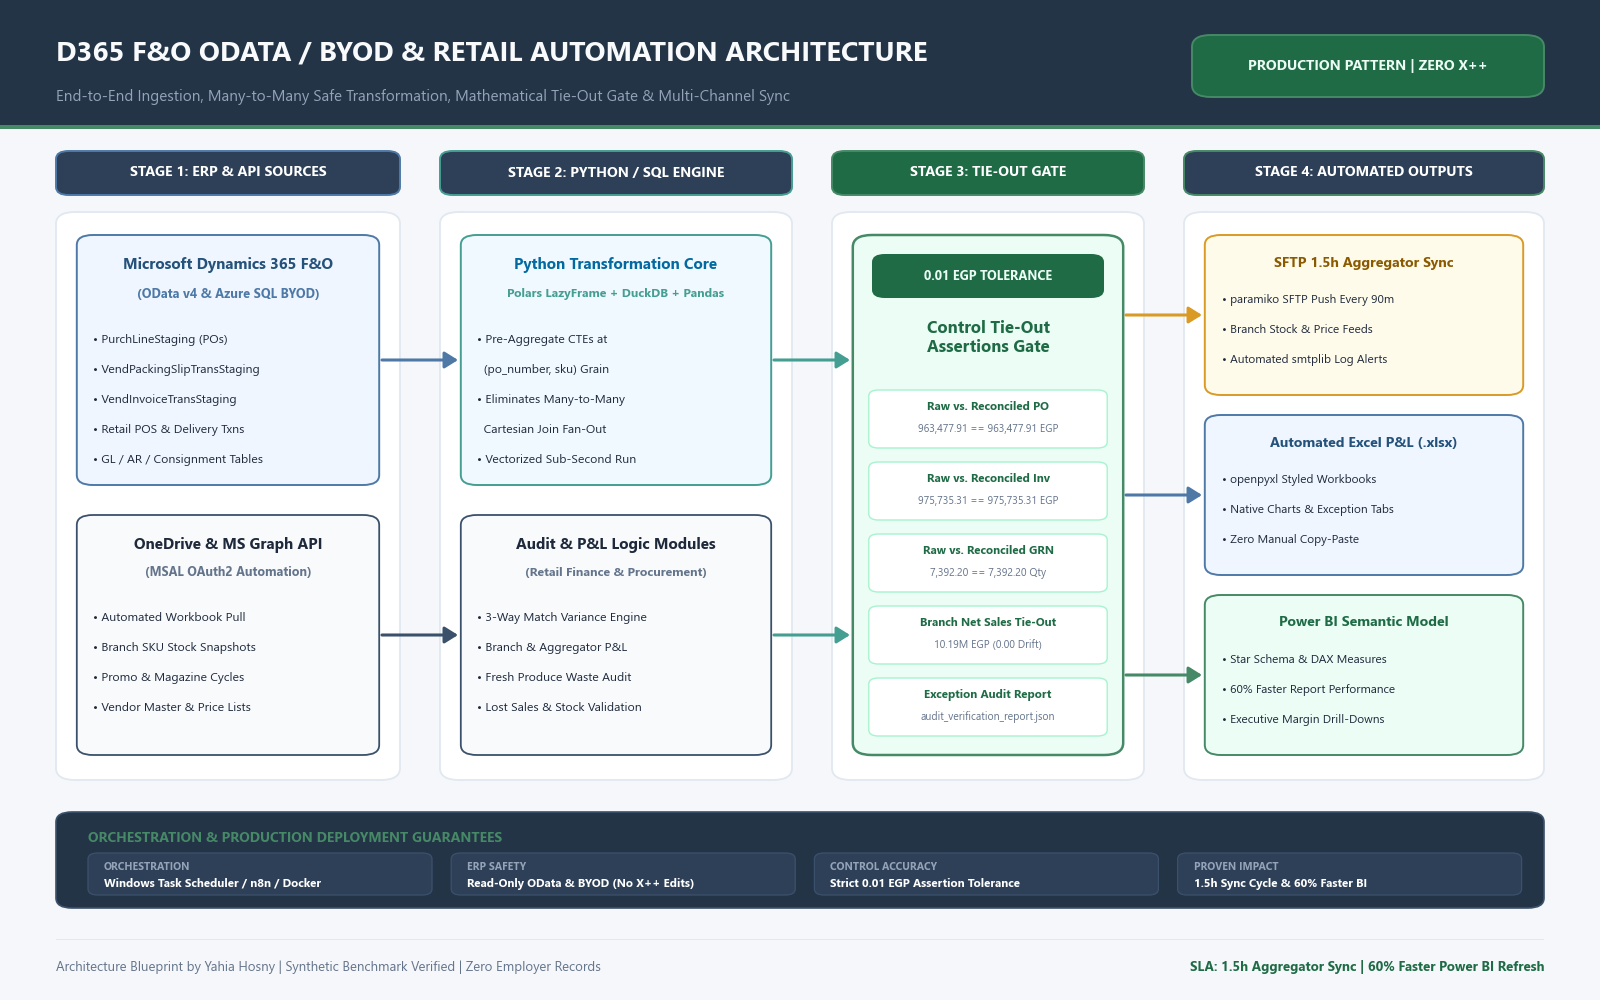 D365 F&O ODATA / BYOD & RETAIL AUTOMATION ARCHITECTURE
End-to-End Ingestion, Many-to-Many Safe Transformation, Mathematical Tie-Out Gate & Multi-Channel Sync
PRODUCTION PATTERN | ZERO X++
STAGE 1: ERP & API SOURCES
Microsoft Dynamics 365 F&O
(OData v4 & Azure SQL BYOD)
• PurchLineStaging (POs)
• VendPackingSlipTransStaging
• VendInvoiceTransStaging
• Retail POS & Delivery Txns
• GL / AR / Consignment Tables
OneDrive & MS Graph API
(MSAL OAuth2 Automation)
• Automated Workbook Pull
• Branch SKU Stock Snapshots
• Promo & Magazine Cycles
• Vendor Master & Price Lists
STAGE 2: PYTHON / SQL ENGINE
Python Transformation Core
Polars LazyFrame + DuckDB + Pandas
• Pre-Aggregate CTEs at
(po_number, sku) Grain
• Eliminates Many-to-Many
Cartesian Join Fan-Out
• Vectorized Sub-Second Run
Audit & P&L Logic Modules
(Retail Finance & Procurement)
• 3-Way Match Variance Engine
• Branch & Aggregator P&L
• Fresh Produce Waste Audit
• Lost Sales & Stock Validation
STAGE 3: TIE-OUT GATE
0.01 EGP TOLERANCE
Control Tie-Out
Assertions Gate
Raw vs. Reconciled PO
963,477.91 == 963,477.91 EGP
Raw vs. Reconciled Inv
975,735.31 == 975,735.31 EGP
Raw vs. Reconciled GRN
7,392.20 == 7,392.20 Qty
Branch Net Sales Tie-Out
10.19M EGP (0.00 Drift)
Exception Audit Report
audit_verification_report.json
STAGE 4: AUTOMATED OUTPUTS
SFTP 1.5h Aggregator Sync
• paramiko SFTP Push Every 90m
• Branch Stock & Price Feeds
• Automated smtplib Log Alerts
Automated Excel P&L (.xlsx)
• openpyxl Styled Workbooks
• Native Charts & Exception Tabs
• Zero Manual Copy-Paste
Power BI Semantic Model
• Star Schema & DAX Measures
• 60% Faster Report Performance
• Executive Margin Drill-Downs
ORCHESTRATION & PRODUCTION DEPLOYMENT GUARANTEES
ORCHESTRATION
Windows Task Scheduler / n8n / Docker
ERP SAFETY
Read-Only OData & BYOD (No X++ Edits)
CONTROL ACCURACY
Strict 0.01 EGP Assertion Tolerance
PROVEN IMPACT
1.5h Sync Cycle & 60% Faster BI
Architecture Blueprint by Yahia Hosny | Synthetic Benchmark Verified | Zero Employer Records
SLA: 1.5h Aggregator Sync | 60% Faster Power BI Refresh